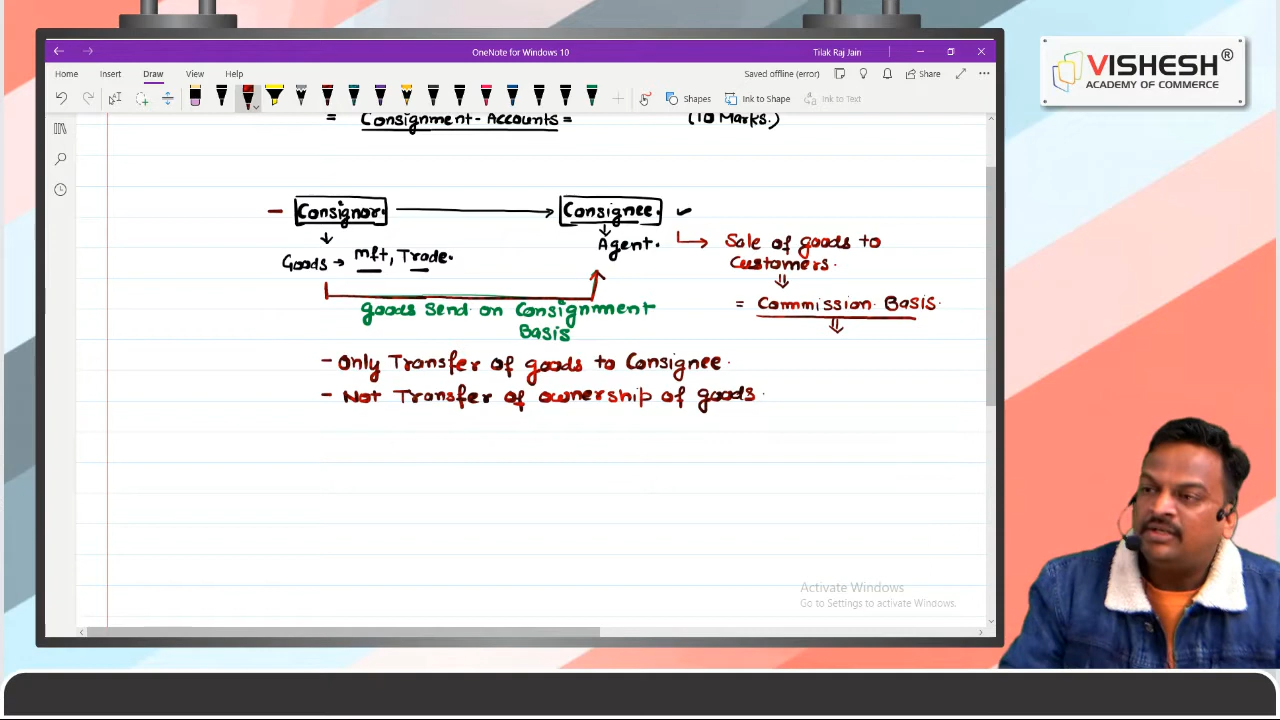 OneNote for Windows 10
Tilak Raj Jain
VISHESH®
ACADEMY OF COMMERCE
Home Insert Draw View Help
Saved offline (error) Share
Shapes Ink to Shape Ink to Text
= Consignment - Accounts = (10 Marks.)
- Consignor. Consignee.
Agent.
Goods → mft, Trade.
Sale of goods to
Customers.
= Commission Basis.
goods send on Consignment
Basis
- Only Transfer of goods to Consignee.
- Not Transfer of ownership of goods.
Activate Windows
Go to Settings to activate Windows.